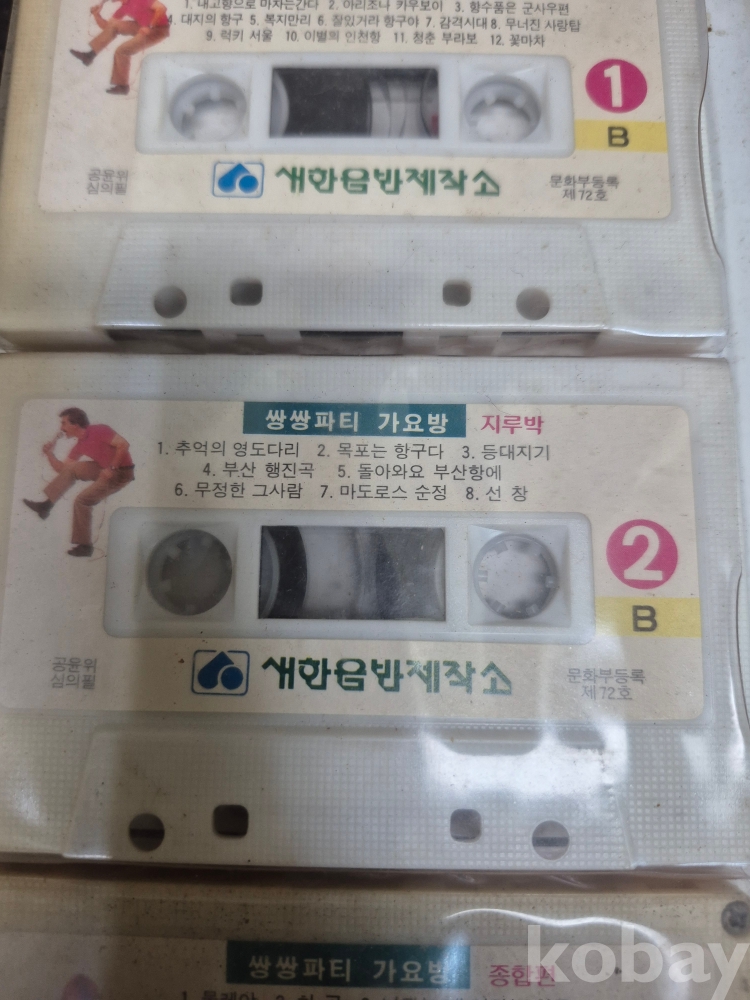 1. 내고향으로 마차는간다 2. 아리조나 카우보이 3. 향수품은 군사우편
4. 대지의 항구 5. 복지만리 6. 잘있거라 항구야 7. 감격시대 8. 무너진 사랑탑
9. 럭키 서울 10. 이별의 인천항 11. 청춘 부라보 12. 꽃마차
1
B
공윤위
심의필
새한음반제작소
문화부등록
제72호
쌍쌍파티 가요방 지루박
1. 추억의 영도다리 2. 목포는 항구다 3. 등대지기
4. 부산 행진곡 5. 돌아와요 부산항에
6. 무정한 그사람 7. 마도로스 순정 8. 선 창
2
B
공윤위
심의필
새한음반제작소
문화부등록
제72호
쌍쌍파티 가요방 종합편
kobay